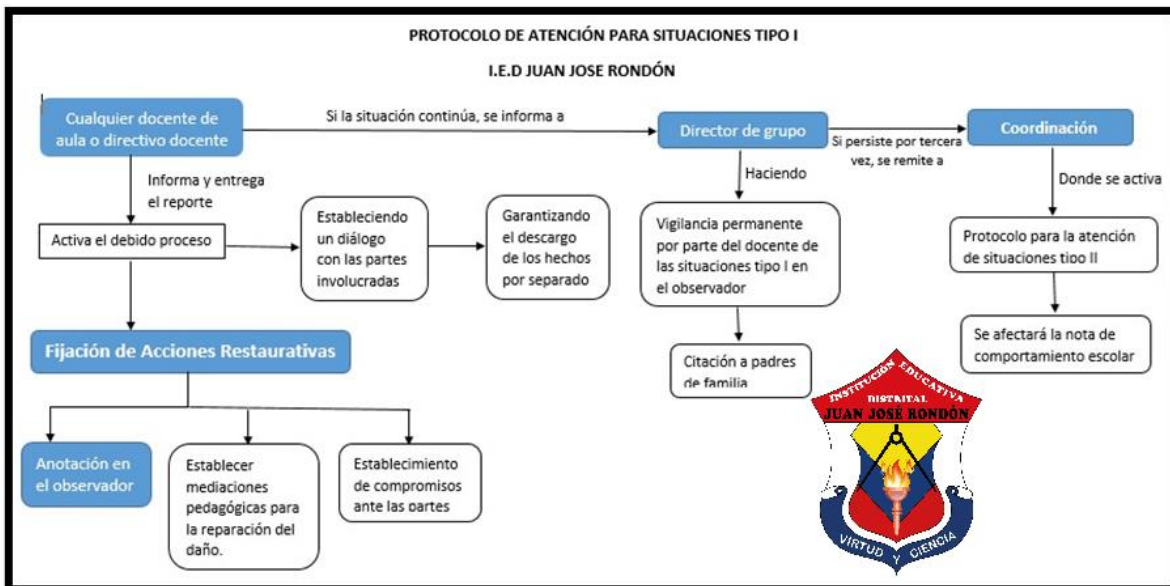 PROTOCOLO DE ATENCIÓN PARA SITUACIONES TIPO I
I.E.D JUAN JOSE RONDÓN
Cualquier docente de
aula o directivo docente
Si la situación continúa, se informa a
Director de grupo
Si persiste por tercera
vez, se remite a
Coordinación
Informa y entrega
el reporte
Haciendo
Donde se activa
Activa el debido proceso
Estableciendo
un diálogo
con las partes
involucradas
Garantizando
el descargo
de los hechos
por separado
Vigilancia permanente
por parte del docente de
las situaciones tipo I en
el observador
Protocolo para la atención
de situaciones tipo II
Fijación de Acciones Restaurativas
Citación a padres
de familia
Se afectará la nota de
comportamiento escolar
Anotación en
el observador
Establecer
mediaciones
pedagógicas para
la reparación del
daño.
Establecimiento
de compromisos
ante las partes
INSTITUCIÓN EDUCATIVA
DISTRITAL
JUAN JOSÉ RONDÓN
VIRTUD Y CIENCIA